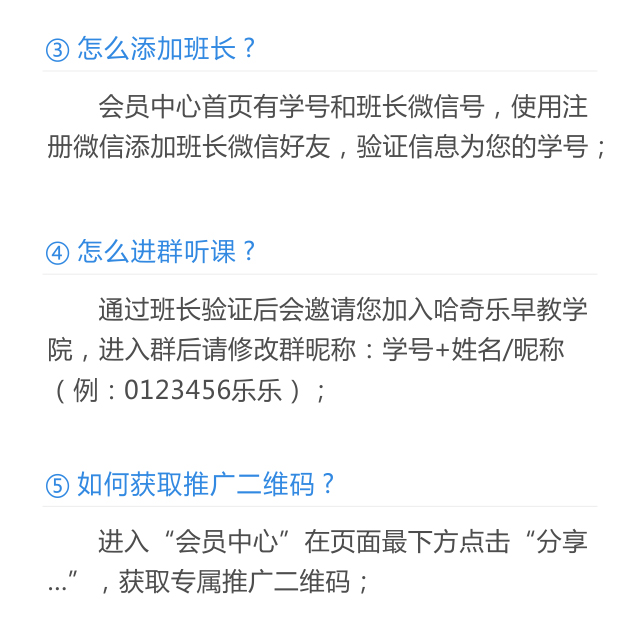 ③ 怎么添加班长？
会员中心首页有学号和班长微信号，使用注
册微信添加班长微信好友，验证信息为您的学号；
④ 怎么进群听课？
通过班长验证后会邀请您加入哈奇乐早教学
院，进入群后请修改群昵称：学号+姓名/昵称
（例：0123456乐乐）；
⑤ 如何获取推广二维码？
进入“会员中心”在页面最下方点击“分享
...”，获取专属推广二维码；